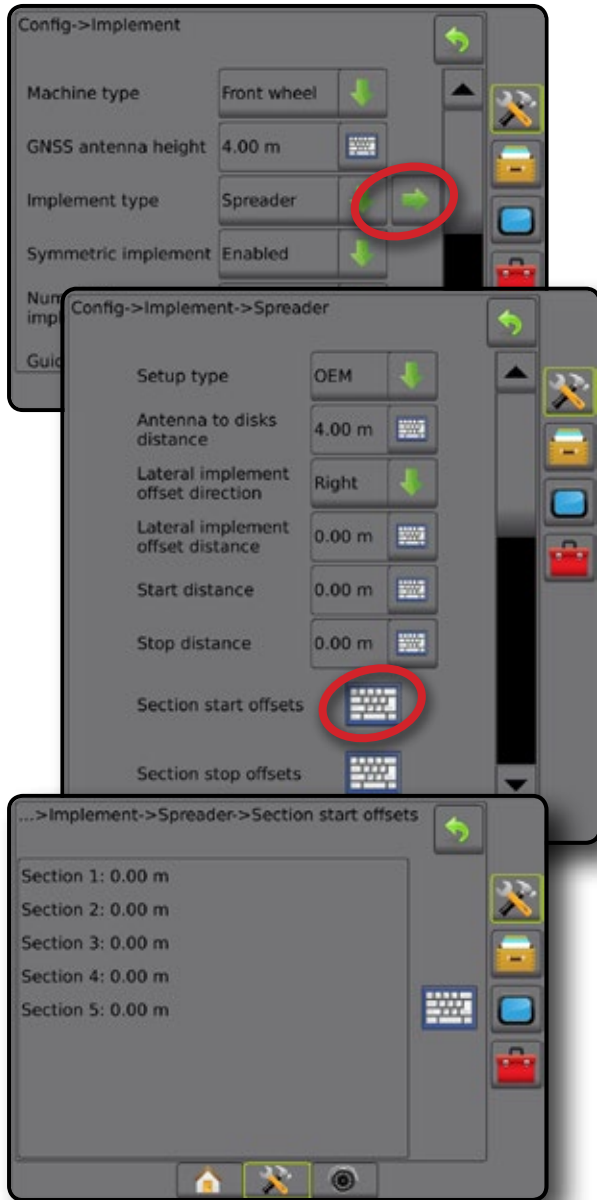 Config->Implement
Machine type Front wheel
GNSS antenna height 4.00 m
Implement type Spreader
Symmetric implement Enabled
Config->Implement->Spreader
Setup type OEM
Antenna to disks
distance 4.00 m
Lateral implement
offset direction Right
Lateral implement
offset distance 0.00 m
Start distance 0.00 m
Stop distance 0.00 m
Section start offsets
Section stop offsets
...>Implement->Spreader->Section start offsets
Section 1: 0.00 m
Section 2: 0.00 m
Section 3: 0.00 m
Section 4: 0.00 m
Section 5: 0.00 m